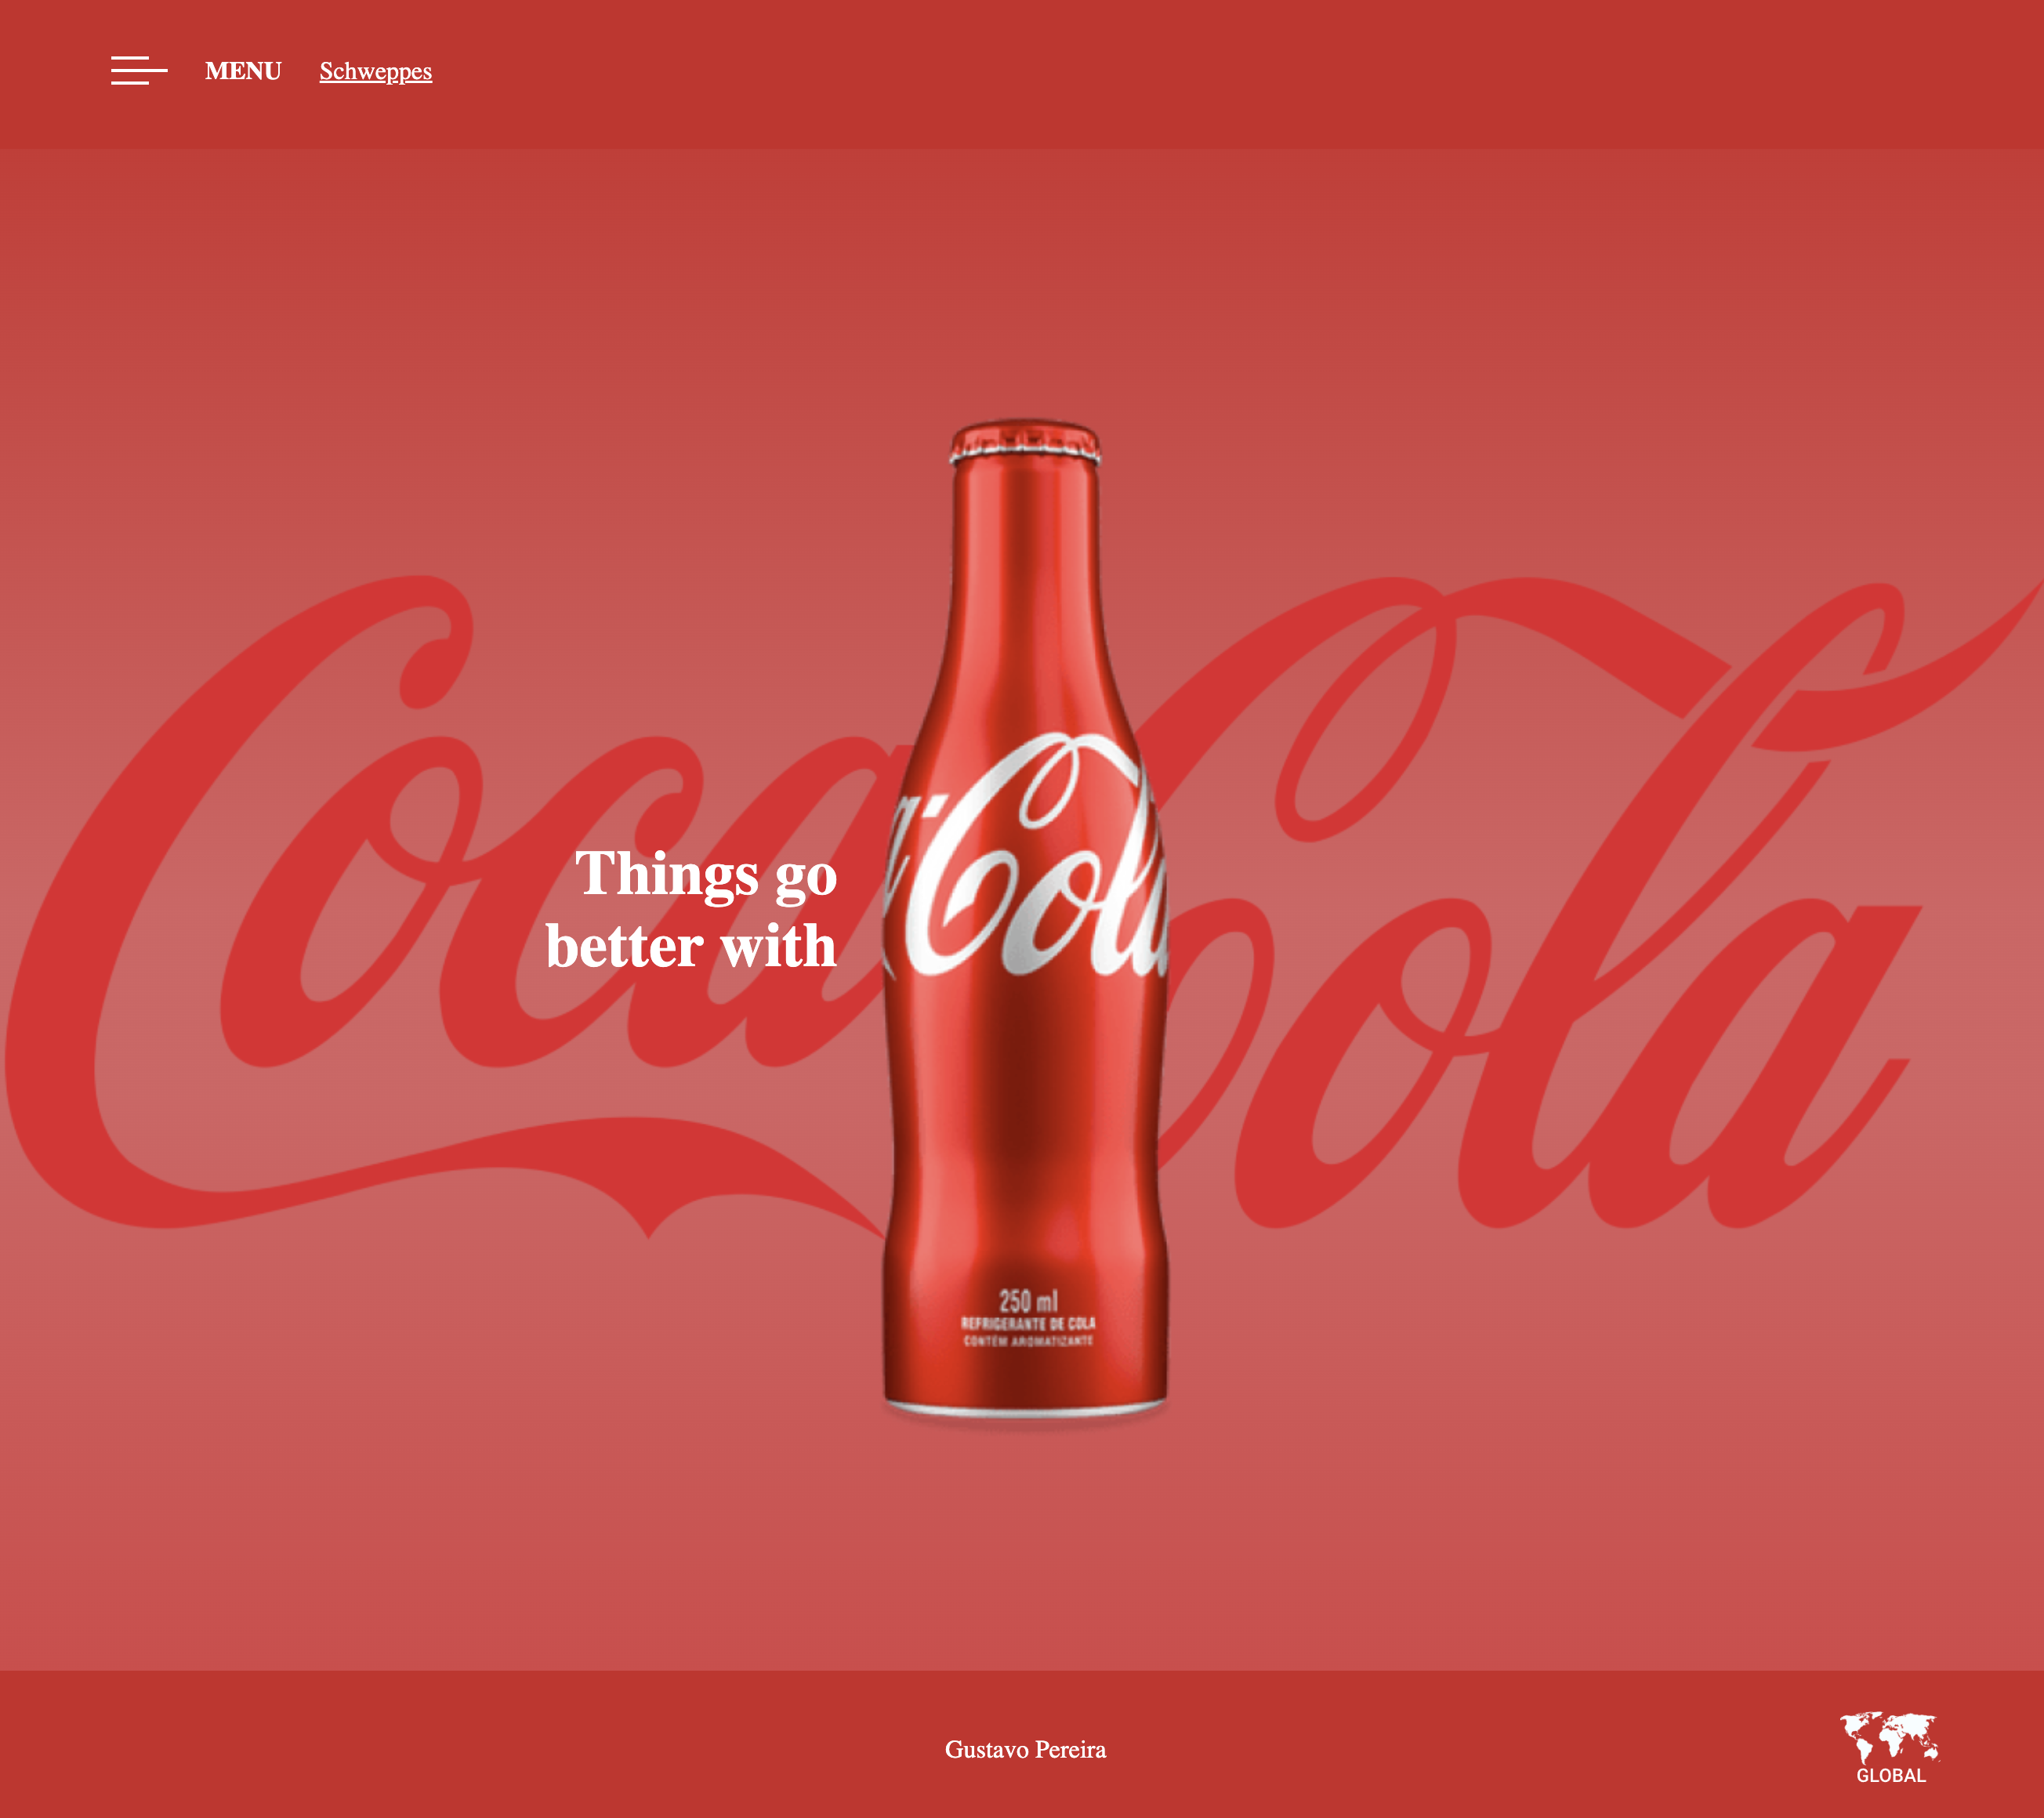 MENU Schweppes
Coca-Cola
Things go
better with
Cola
250 ml
REFRIGERANTE DE COLA
CONTÉM AROMATIZANTE
Gustavo Pereira
GLOBAL